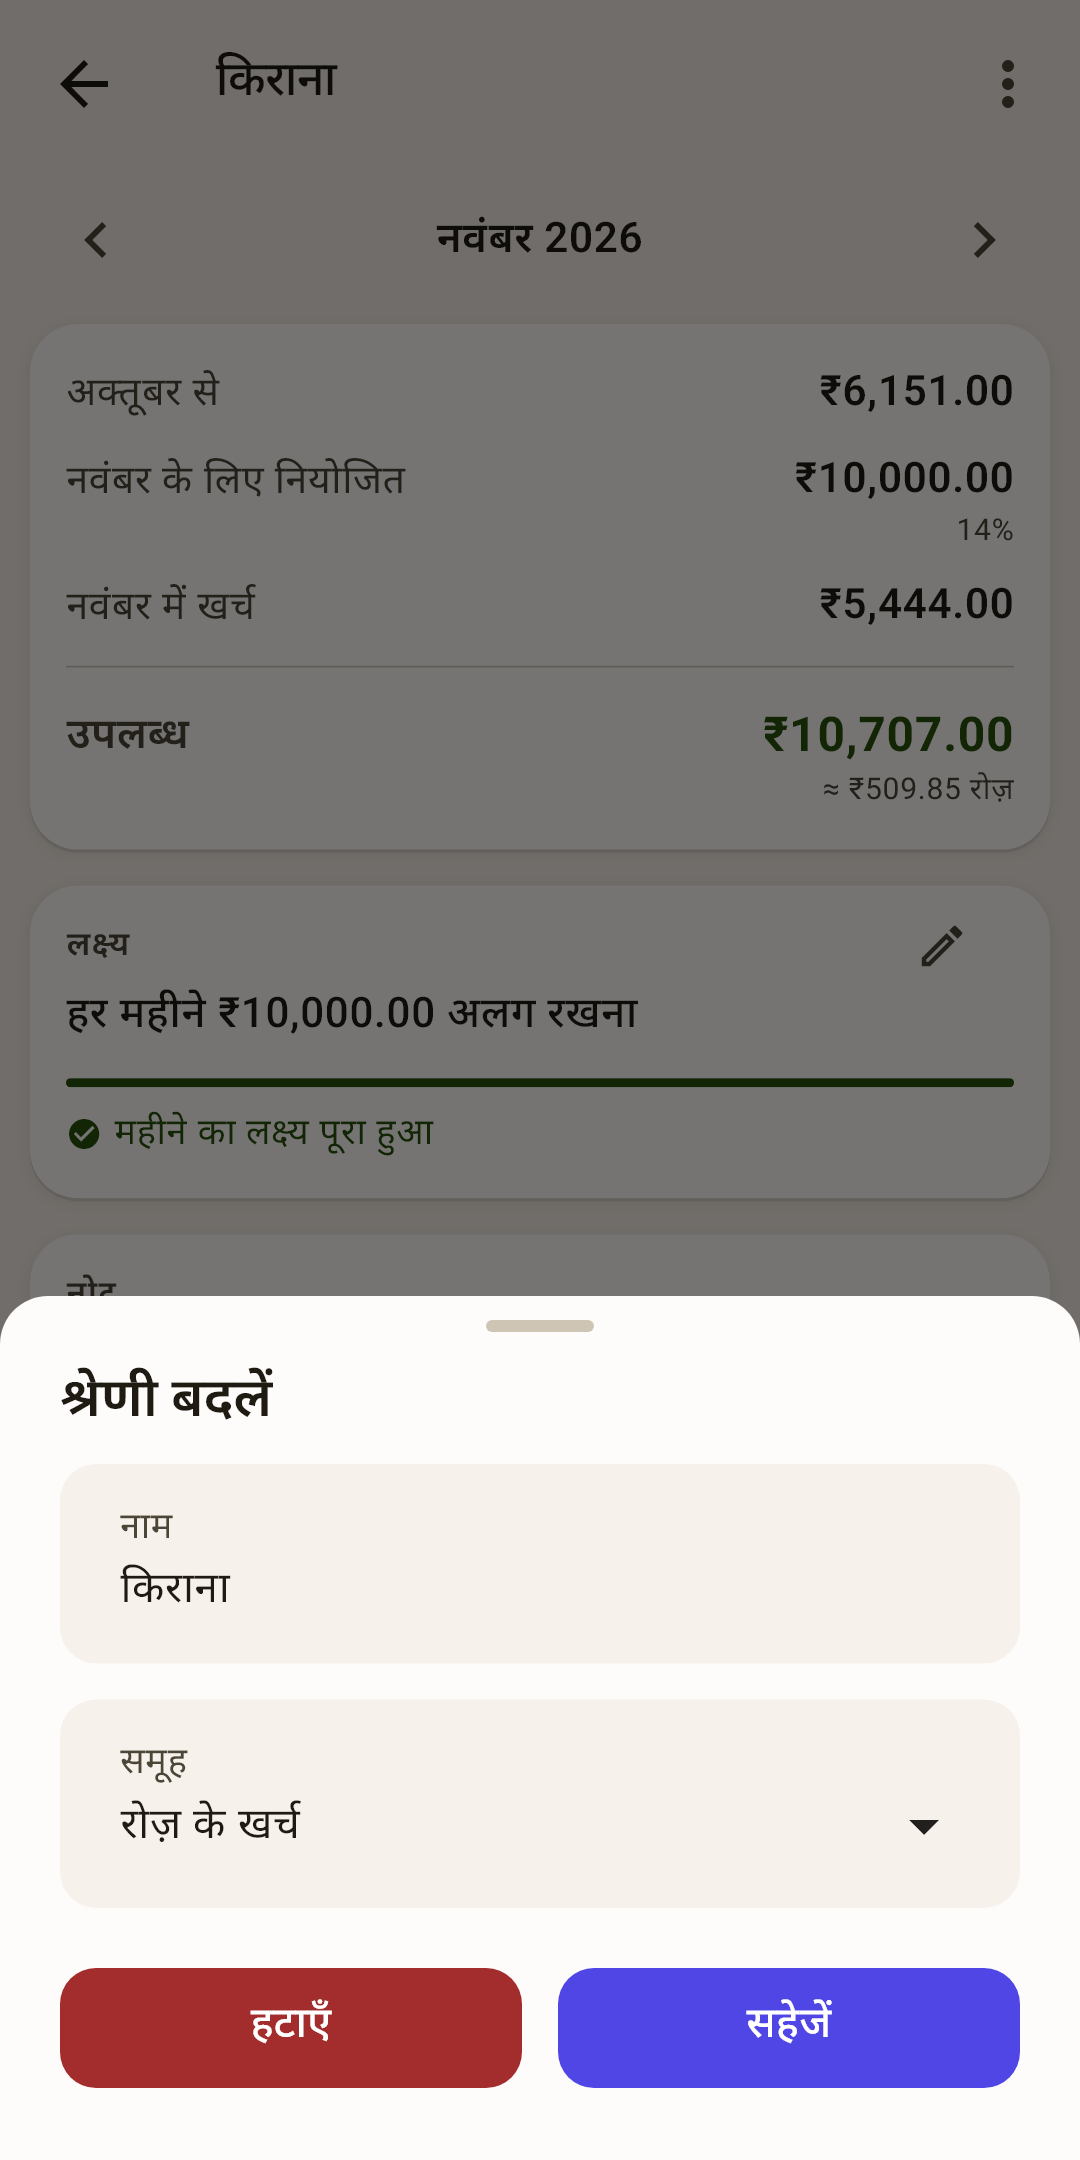 किराना
नवंबर 2026
अक्तूबर से ₹6,151.00
नवंबर के लिए नियोजित ₹10,000.00
14%
नवंबर में खर्च ₹5,444.00
उपलब्ध ₹10,707.00
≈ ₹509.85 रोज़
लक्ष्य
हर महीने ₹10,000.00 अलग रखना
महीने का लक्ष्य पूरा हुआ
नोट
श्रेणी बदलें
नाम
किराना
समूह
रोज़ के खर्च
हटाएँ सहेजें